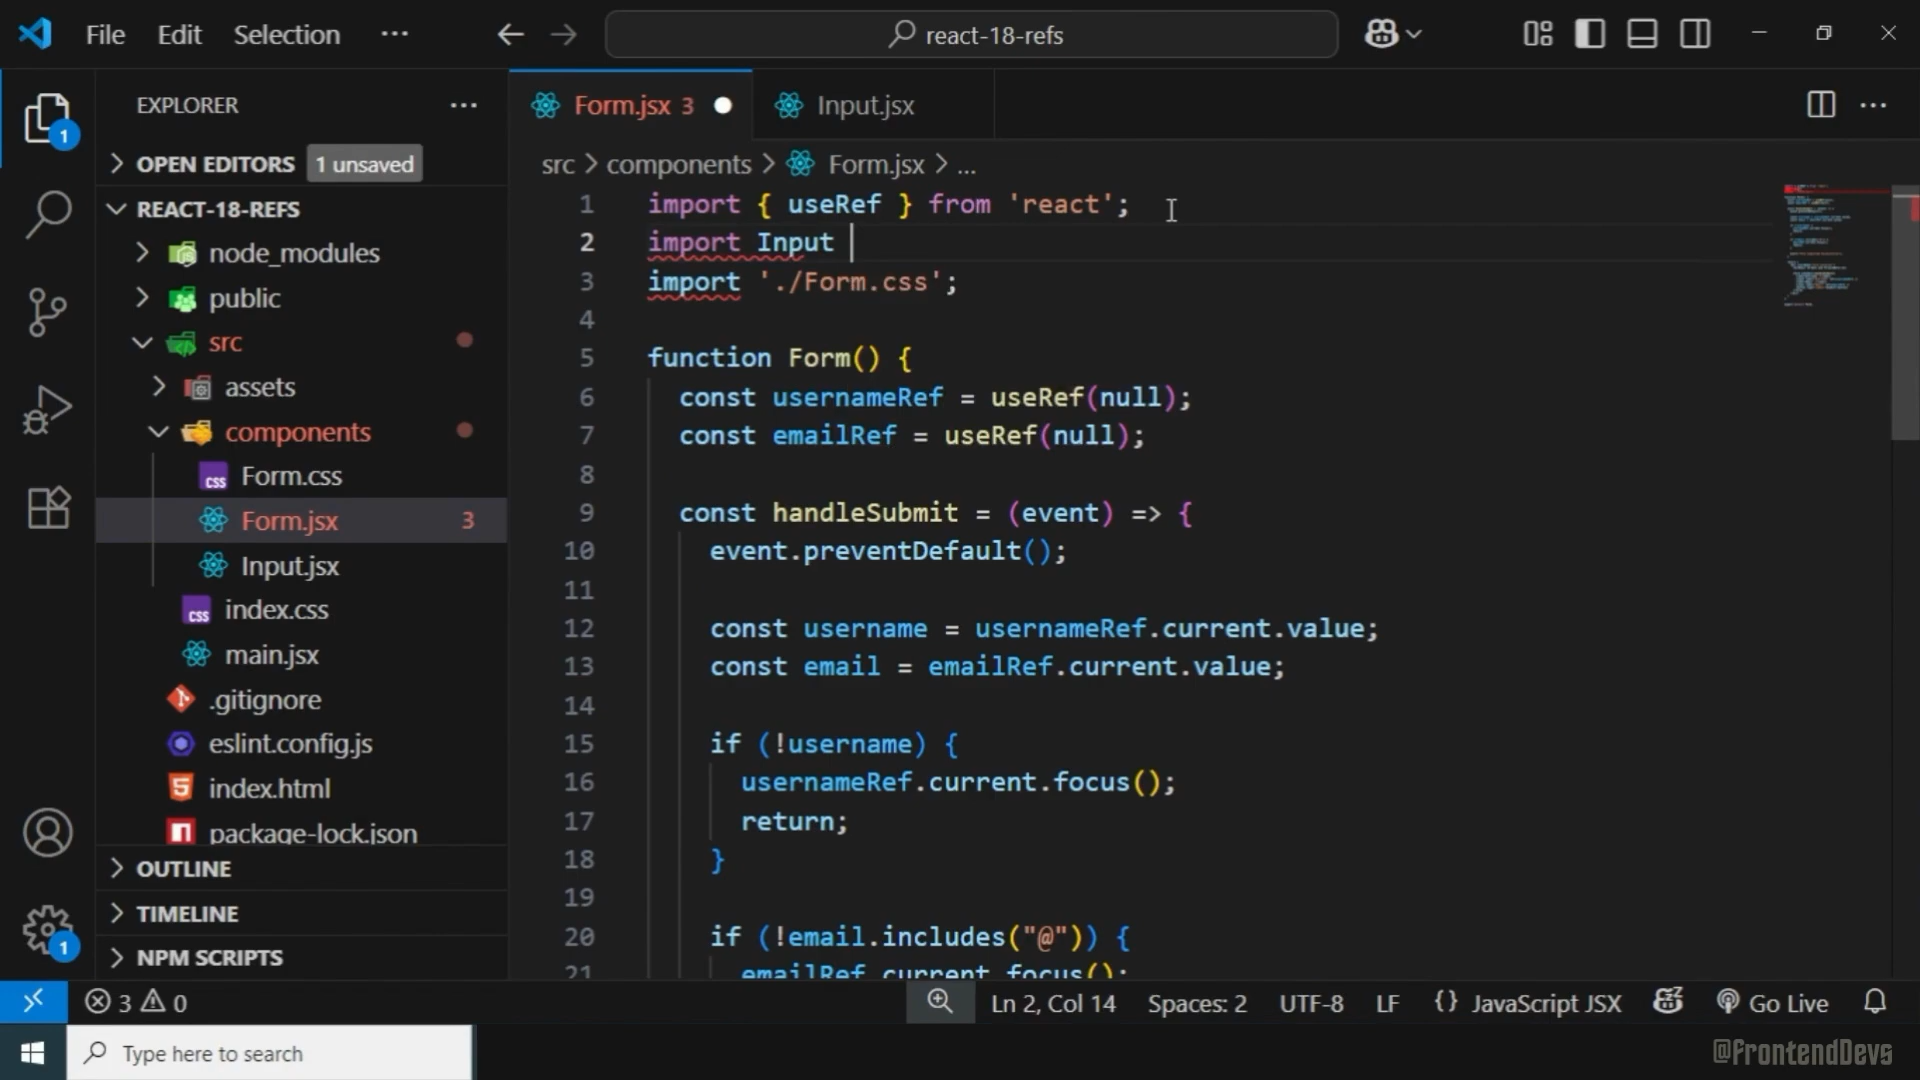 File Edit Selection ··· react-18-refs
EXPLORER ···
OPEN EDITORS 1 unsaved
REACT-18-REFS
node_modules
public
src
assets
components
Form.css
Form.jsx 3
Input.jsx
index.css
main.jsx
.gitignore
eslint.config.js
index.html
package-lock.json
OUTLINE
TIMELINE
NPM SCRIPTS
1
1
Form.jsx 3 Input.jsx
src > components > Form.jsx > ...
1 import { useRef } from 'react';
2 import Input
3 import './Form.css';
4
5 function Form() {
6 const usernameRef = useRef(null);
7 const emailRef = useRef(null);
8
9 const handleSubmit = (event) => {
10 event.preventDefault();
11
12 const username = usernameRef.current.value;
13 const email = emailRef.current.value;
14
15 if (!username) {
16 usernameRef.current.focus();
17 return;
18 }
19
20 if (!email.includes("@")) {
21 emailRef.current.focus();
3 0 Ln 2, Col 14 Spaces: 2 UTF-8 LF {} JavaScript JSX Go Live
Type here to search
@FrontendDevs